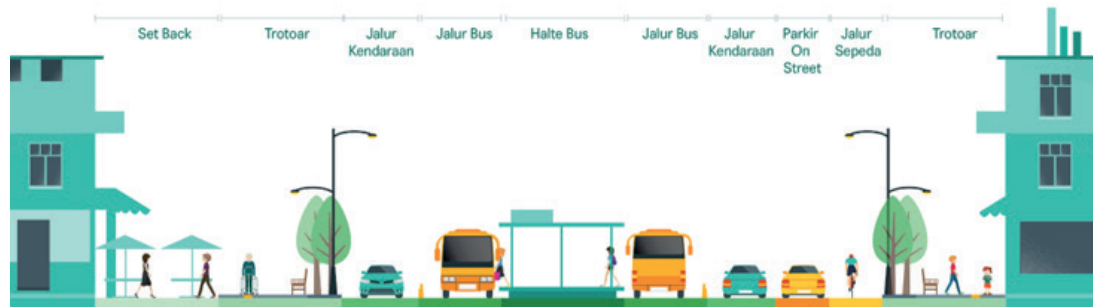 Set Back
Trotoar
Jalur
Kendaraan
Jalur Bus
Halte Bus
Jalur Bus
Jalur
Kendaraan
Parkir
On
Street
Jalur
Sepeda
Trotoar